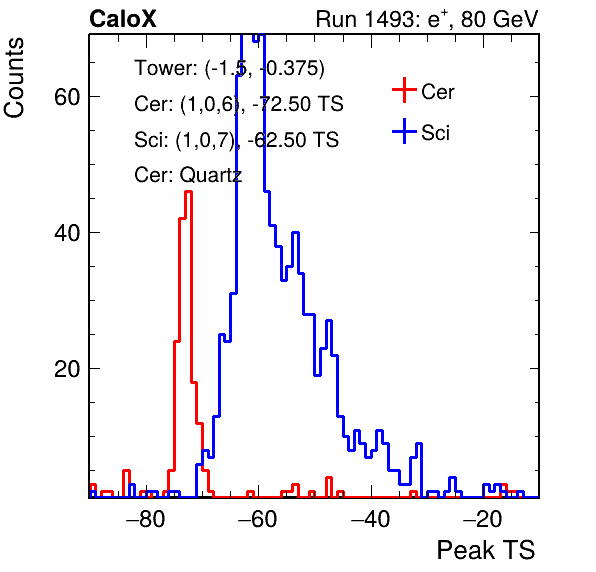 CaloX Run 1493: e⁺, 80 GeV
Counts
Tower: (-1.5, -0.375)
Cer: (1,0,6), -72.50 TS
Sci: (1,0,7), -62.50 TS
Cer: Quartz
Cer
Sci
60
40
20
−80 −60 −40 −20
Peak TS